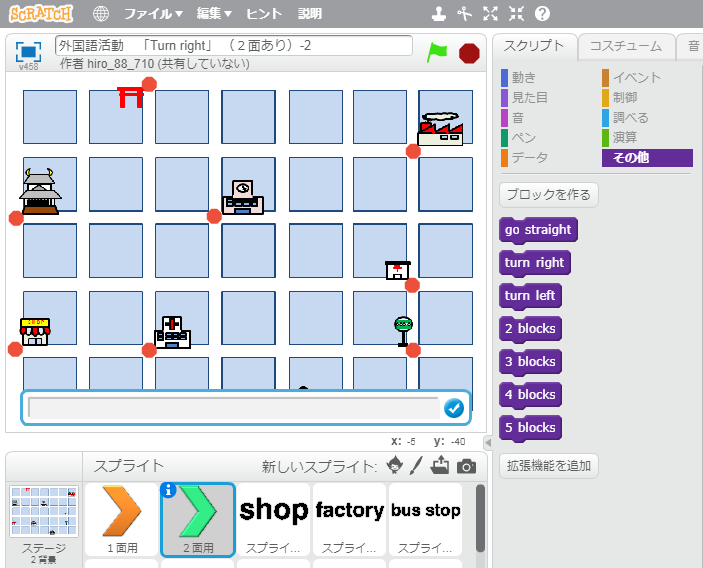 SCRATCH
ファイル▼ 編集▼ ヒント 説明
v458
外国語活動 「Turn right」（２面あり）-2
作者 hiro_88_710 (共有していない)
スクリプト コスチューム 音
動き イベント
見た目 制御
音 調べる
ペン 演算
データ その他
ブロックを作る
go straight
turn right
turn left
2 blocks
3 blocks
4 blocks
5 blocks
拡張機能を追加
SHOP
x: -6 y: -40
スプライト 新しいスプライト:
shop factory bus stop
ステージ
2 背景
１面用 ２面用 スプライ... スプライ... スプライ...